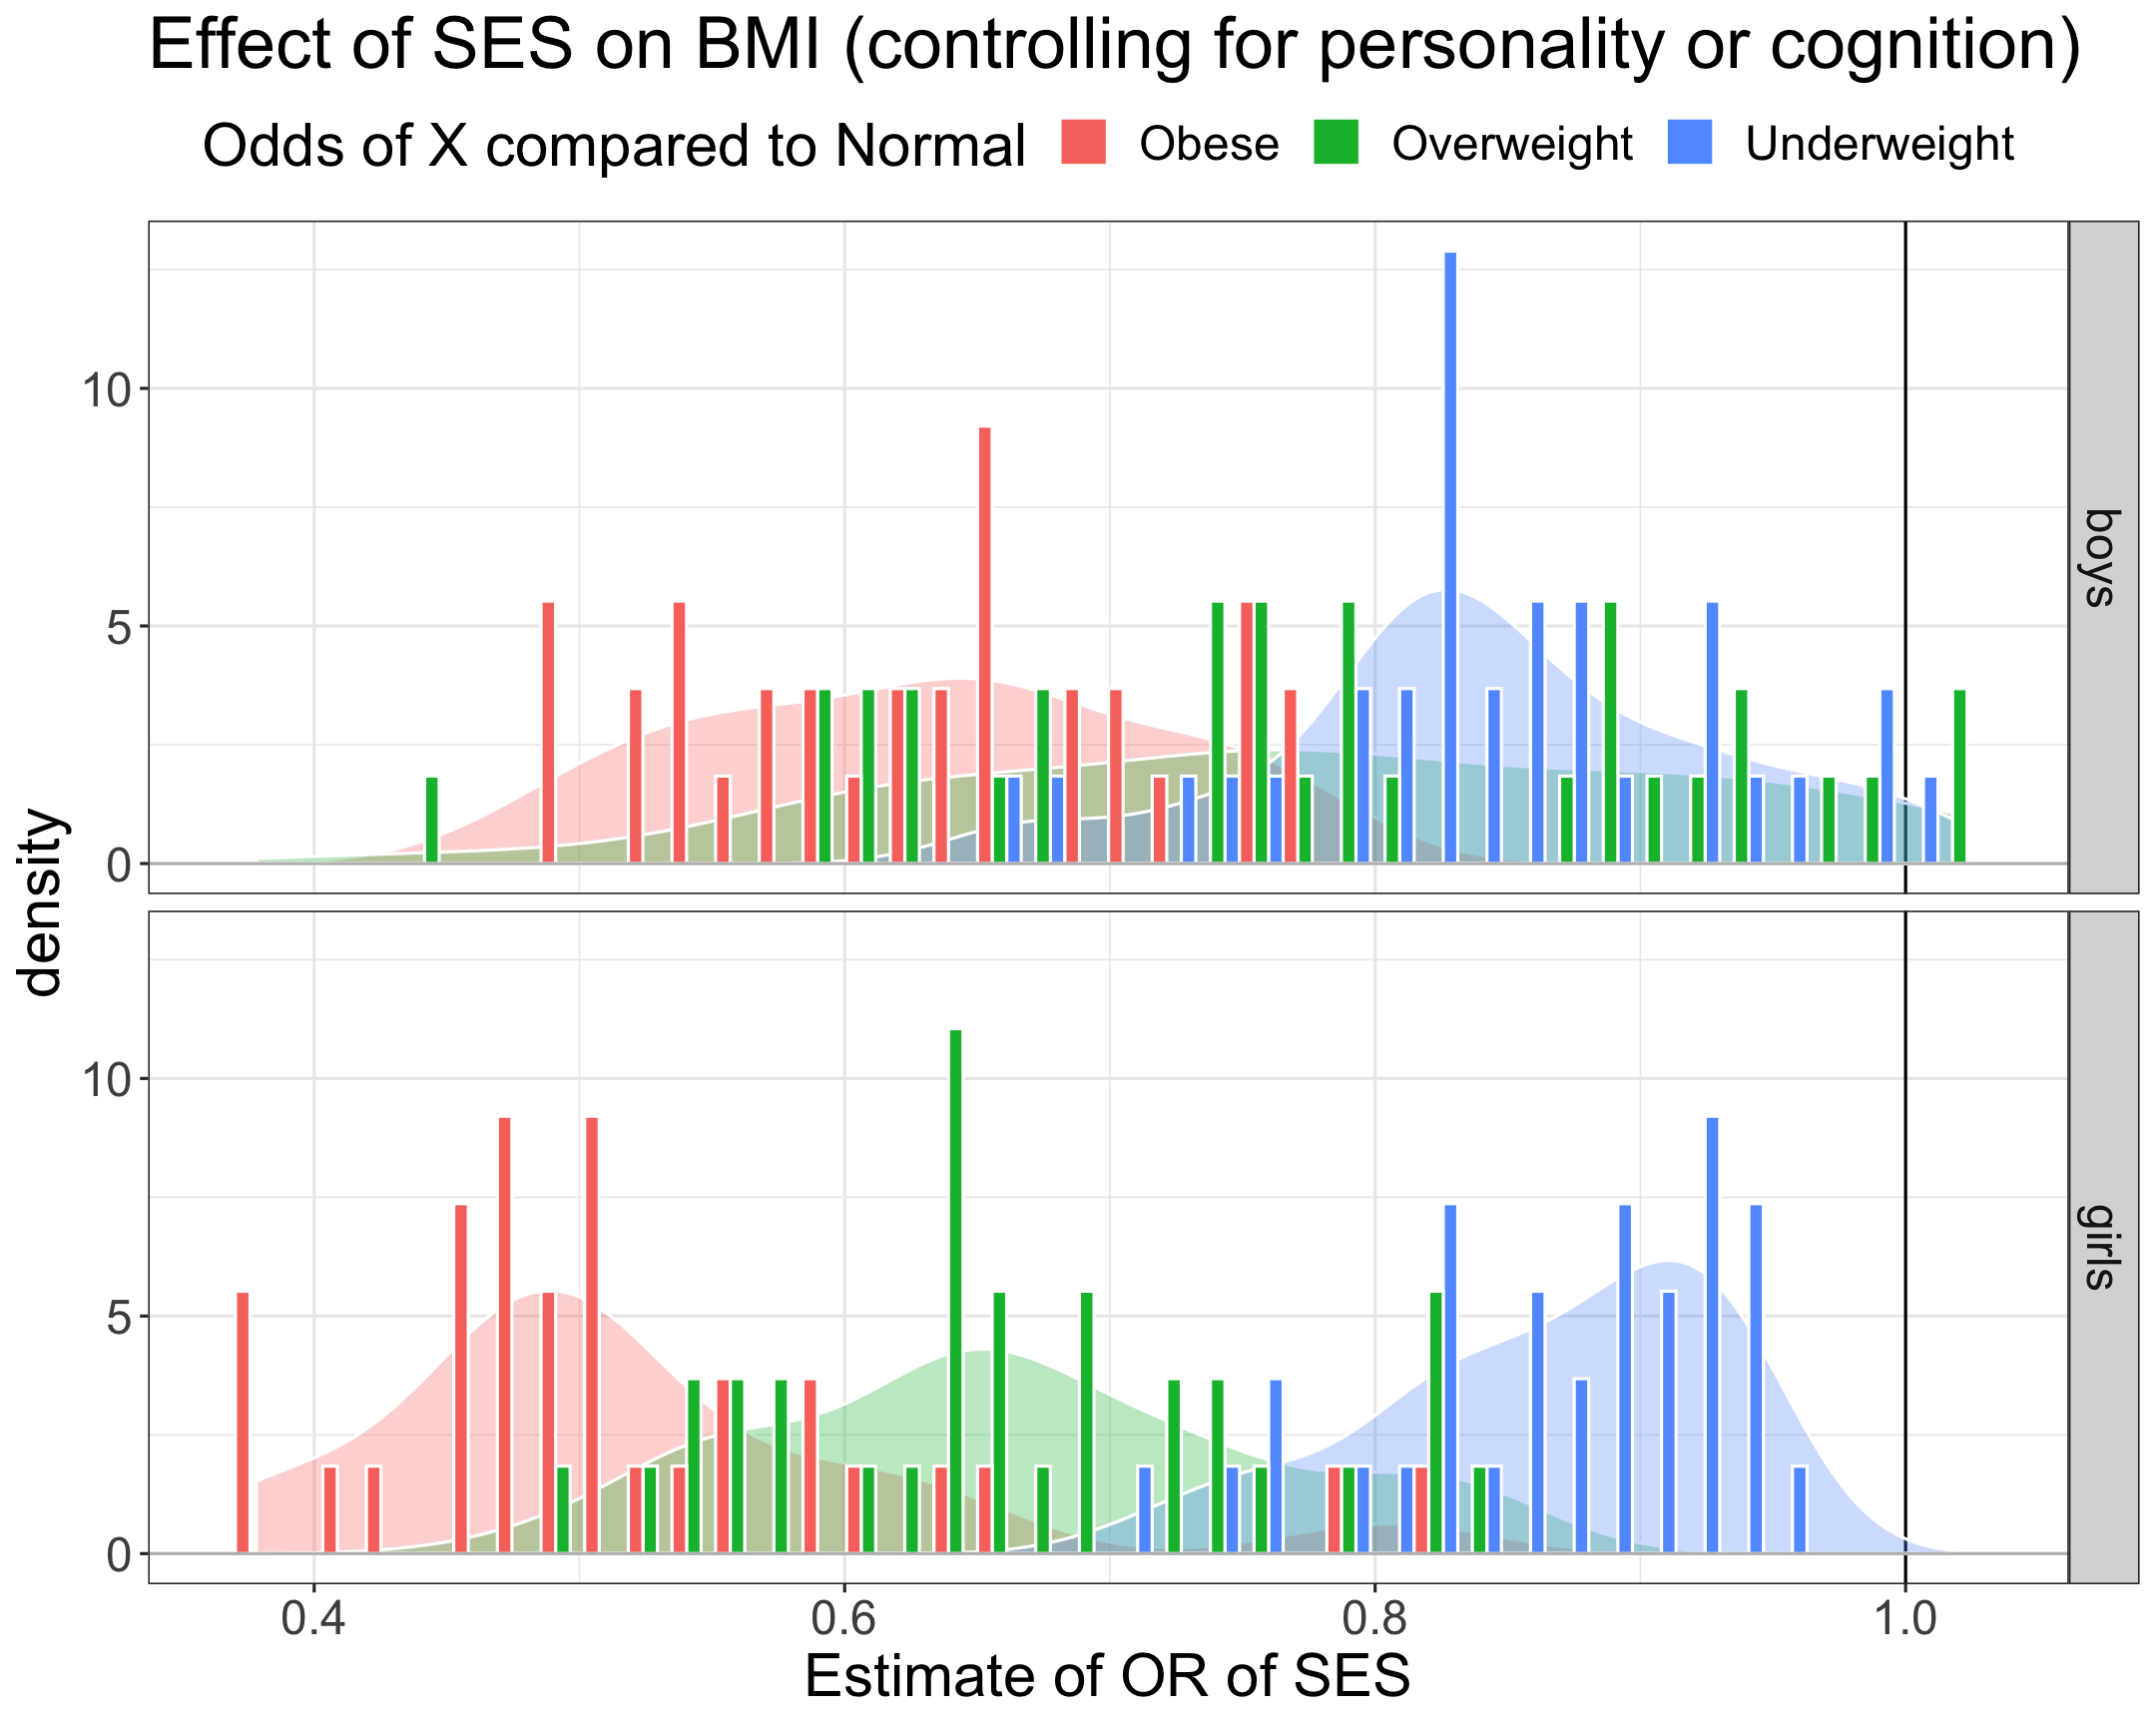 Effect of SES on BMI (controlling for personality or cognition)
Odds of X compared to Normal Obese Overweight Underweight
density
10
5
0
boys
10
5
0
girls
0.4 0.6 0.8 1.0
Estimate of OR of SES